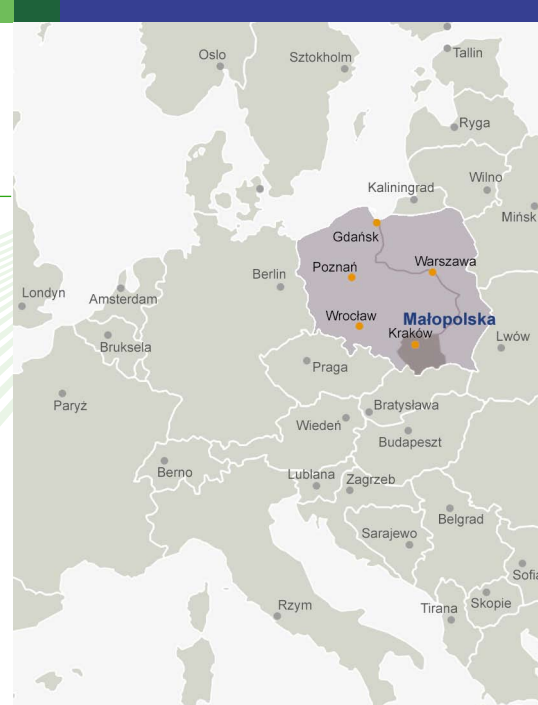 Oslo
Sztokholm
Tallin
Ryga
Wilno
Kaliningrad
Mińsk
Gdańsk
Warszawa
Poznań
Berlin
Londyn
Amsterdam
Wrocław
Małopolska
Kraków
Lwów
Bruksela
Praga
Paryż
Bratysława
Wiedeń
Budapeszt
Berno
Lublana
Zagrzeb
Belgrad
Sarajewo
Sofia
Rzym
Tirana
Skopie